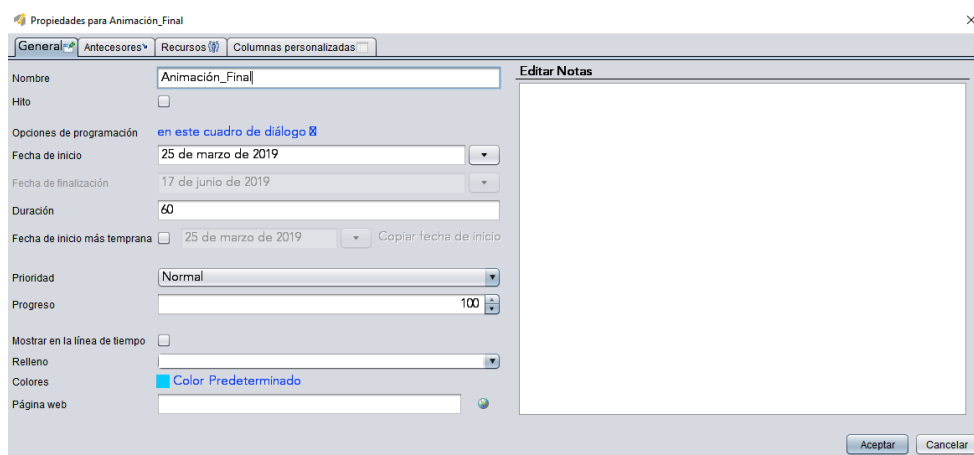 Propiedades para Animación_Final
General Antecesores Recursos Columnas personalizadas
Nombre Animación_Final
Hito
Opciones de programación en este cuadro de diálogo
Fecha de inicio 25 de marzo de 2019
Fecha de finalización 17 de junio de 2019
Duración 60
Fecha de inicio más temprana 25 de marzo de 2019 Copiar fecha de inicio
Prioridad Normal
Progreso 100
Mostrar en la línea de tiempo
Relleno
Colores Color Predeterminado
Página web
Editar Notas
Aceptar Cancelar